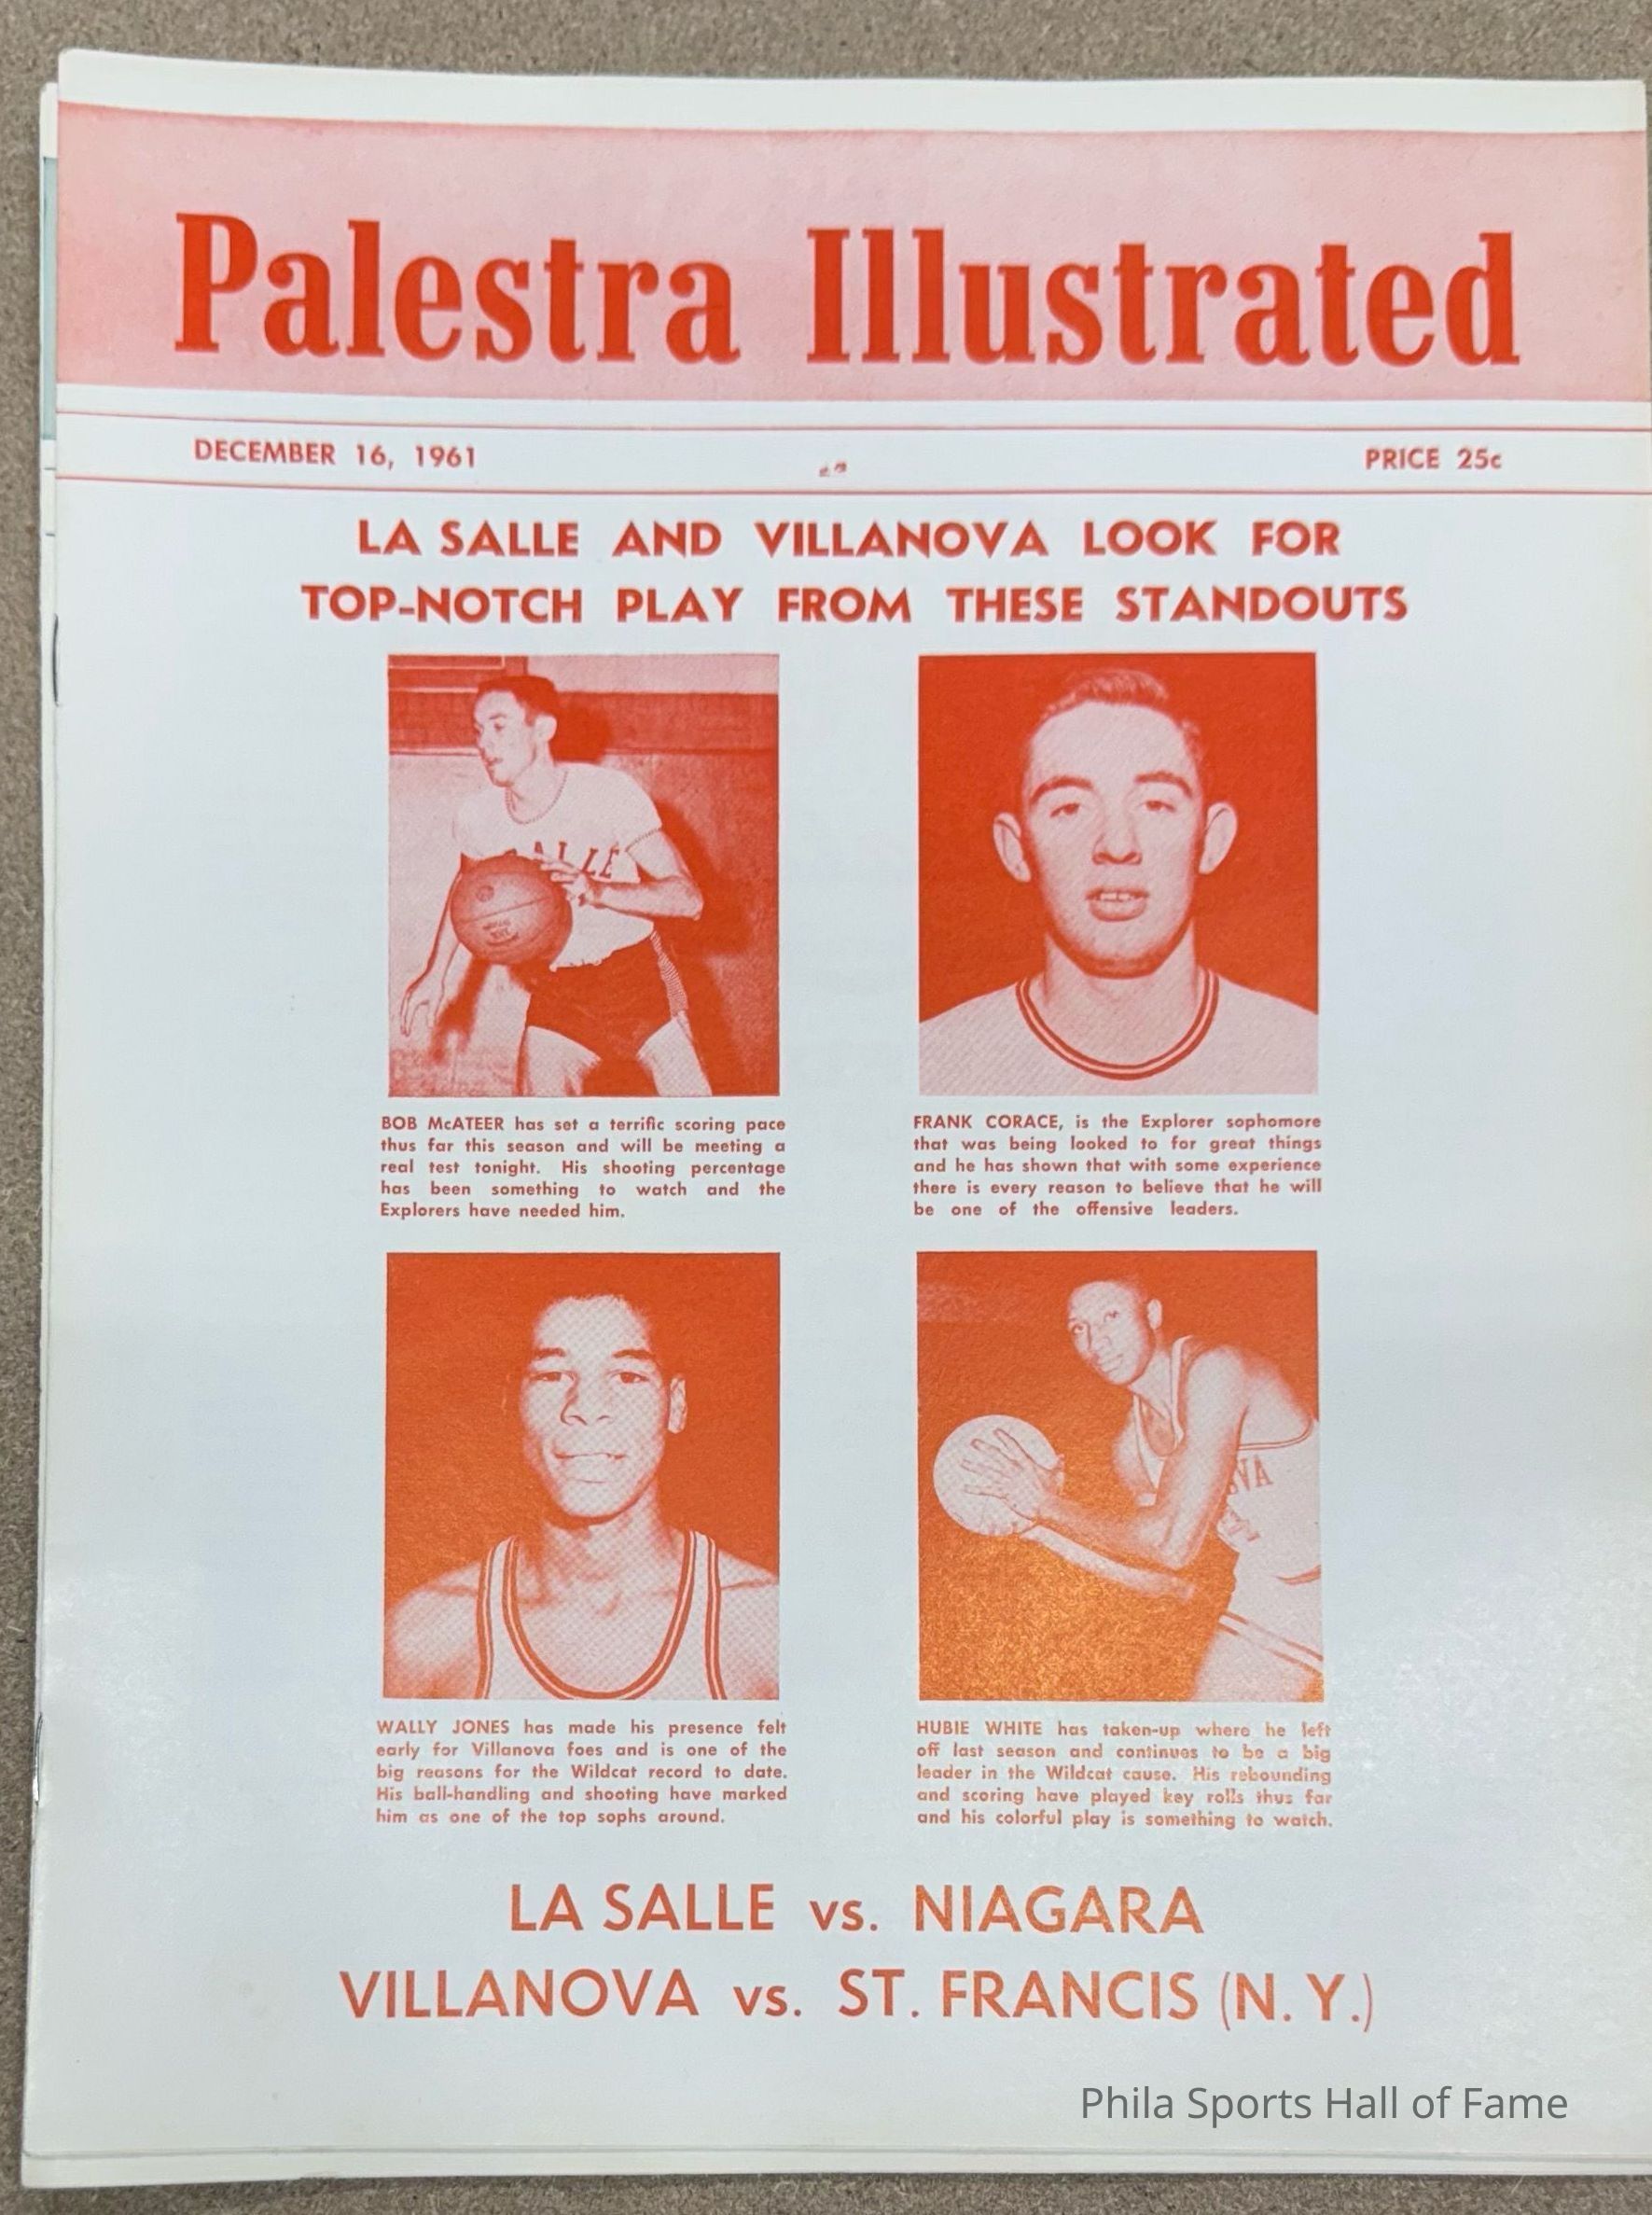 Palestra Illustrated
DECEMBER 16, 1961
PRICE 25c
LA SALLE AND VILLANOVA LOOK FOR
TOP-NOTCH PLAY FROM THESE STANDOUTS
ALLE
BOB McATEER has set a terrific scoring pace
thus far this season and will be meeting a
real test tonight. His shooting percentage
has been something to watch and the
Explorers have needed him.
FRANK CORACE, is the Explorer sophomore
that was being looked to for great things
and he has shown that with some experience
there is every reason to believe that he will
be one of the offensive leaders.
VA
WALLY JONES has made his presence felt
early for Villanova foes and is one of the
big reasons for the Wildcat record to date.
His ball-handling and shooting have marked
him as one of the top sophs around.
HUBIE WHITE has taken-up where he left
off last season and continues to be a big
leader in the Wildcat cause. His rebounding
and scoring have played key rolls thus far
and his colorful play is something to watch.
LA SALLE vs. NIAGARA
VILLANOVA vs. ST. FRANCIS (N. Y.)
Phila Sports Hall of Fame